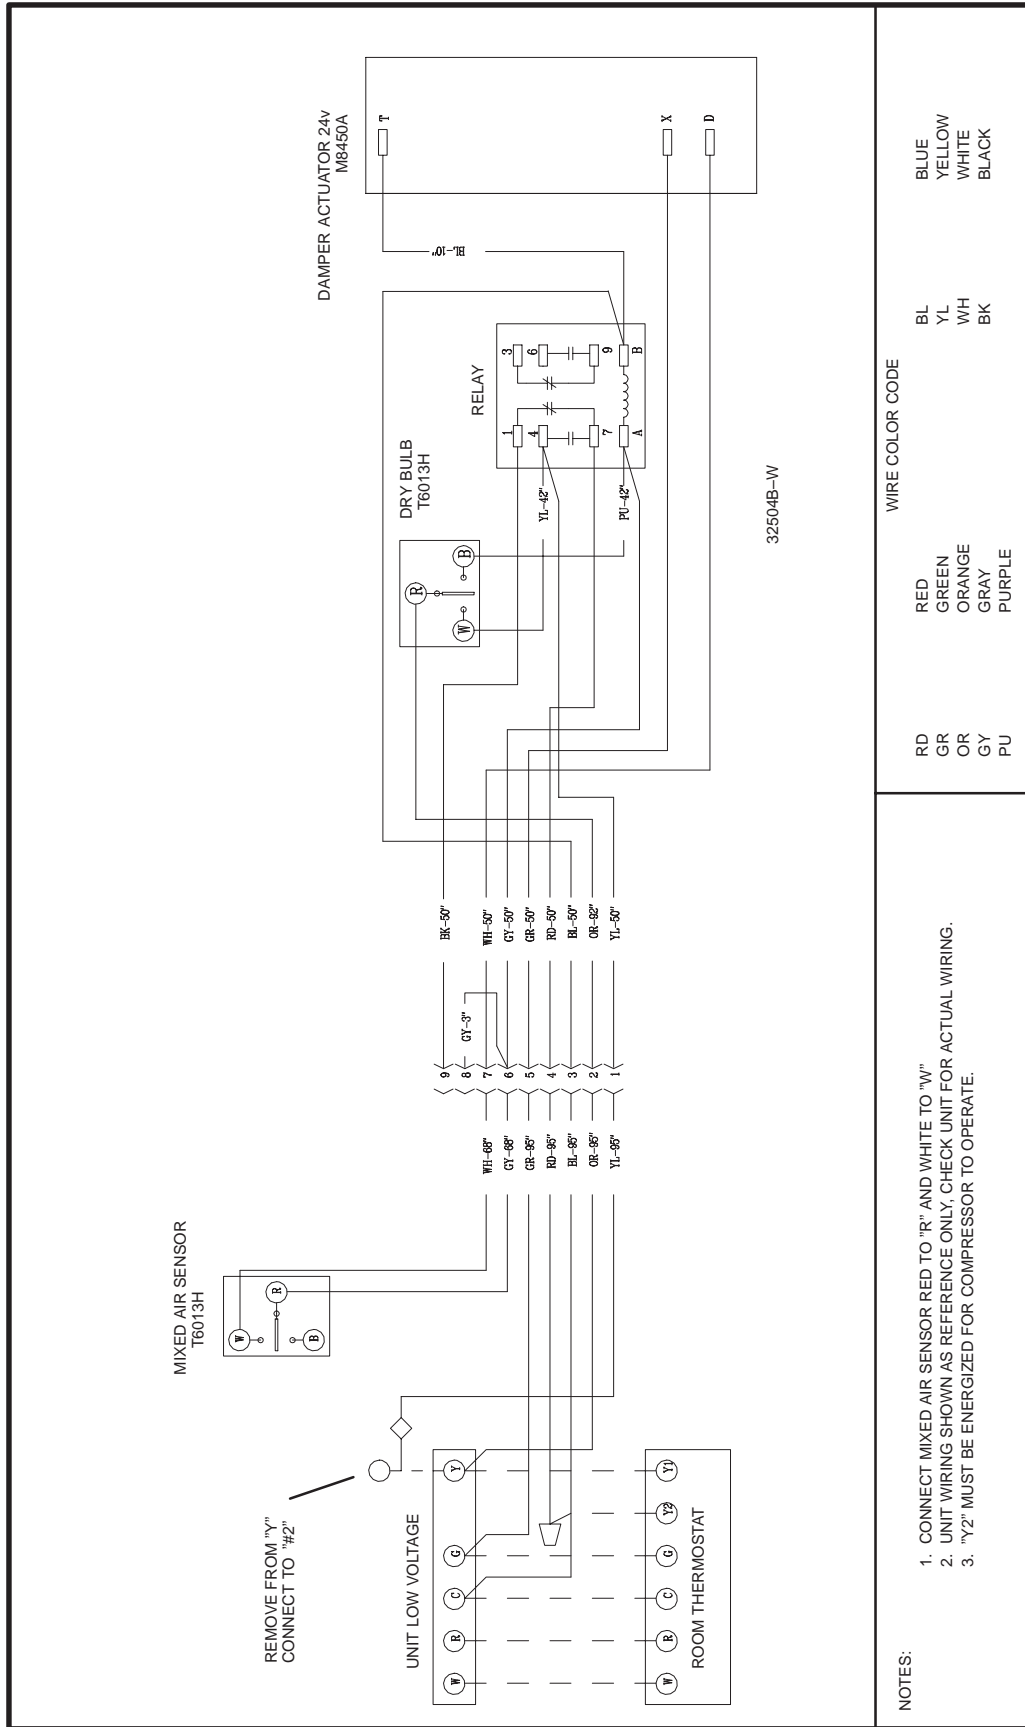 DAMPER ACTUATOR 24v
M8450A
T
X
D
BL-10"
RELAY
3
6
9
B
1
4
7
A
DRY BULB
T6013H
R
B
W
YL-42"
PU-42"
32504B–W
BK-50"
WH-50"
GY-50"
GR-50"
RD-50"
BL-50"
OR-92"
YL-50"
GY-3"
9
8
7
6
5
4
3
2
1
WH-68"
GY-68"
GR-95"
RD-95"
BL-95"
OR-95"
YL-95"
MIXED AIR SENSOR
T6013H
W
R
B
REMOVE FROM "Y"
CONNECT TO "#2"
UNIT LOW VOLTAGE
W
R
C
G
Y
ROOM THERMOSTAT
W
R
C
G
Y2
Y1
NOTES:
1. CONNECT MIXED AIR SENSOR RED TO "R" AND WHITE TO "W"
2. UNIT WIRING SHOWN AS REFERENCE ONLY, CHECK UNIT FOR ACTUAL WIRING.
3. "Y2" MUST BE ENERGIZED FOR COMPRESSOR TO OPERATE.
WIRE COLOR CODE
RD RED BL BLUE
GR GREEN YL YELLOW
OR ORANGE WH WHITE
GY GRAY BK BLACK
PU PURPLE